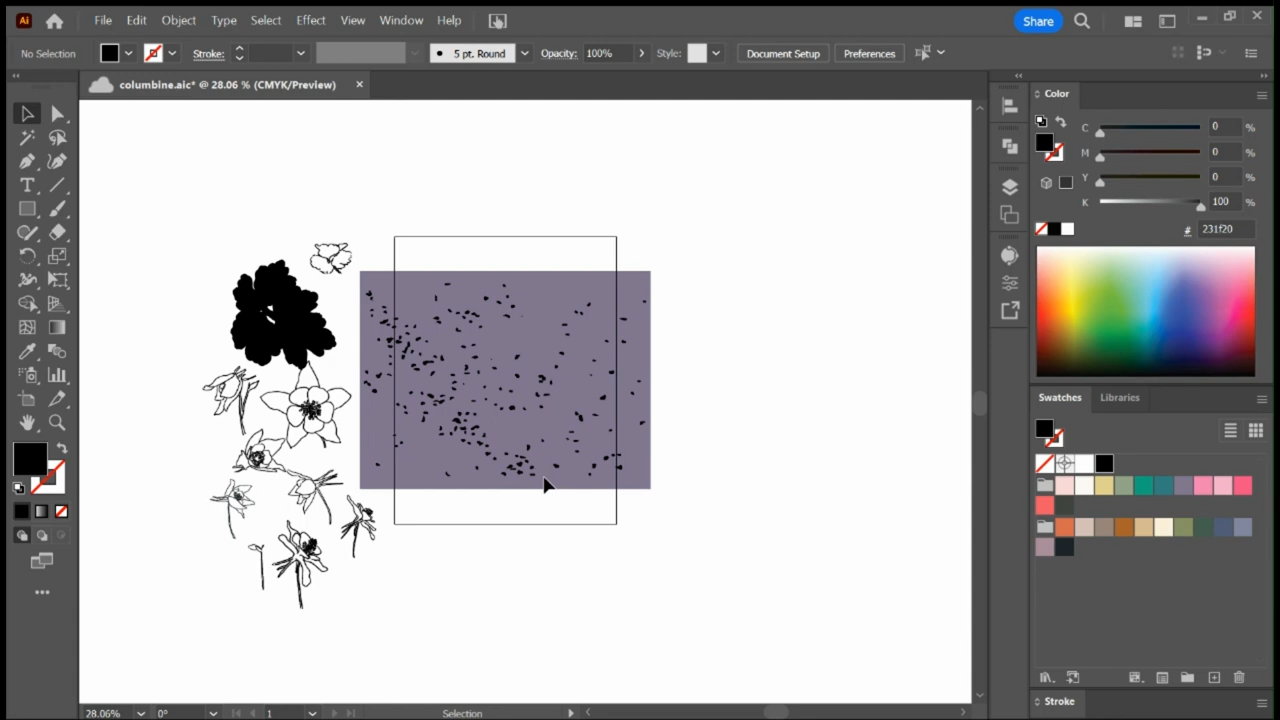 Ai File Edit Object Type Select Effect View Window Help Share
No Selection Stroke: 5 pt. Round Opacity: 100% Style: Document Setup Preferences
columbine.aic* @ 28.06 % (CMYK/Preview)
Color
C 0 %
M 0 %
Y 0 %
K 100 %
# 231f20
Swatches Libraries
Stroke
28.06% 0° 1 Selection